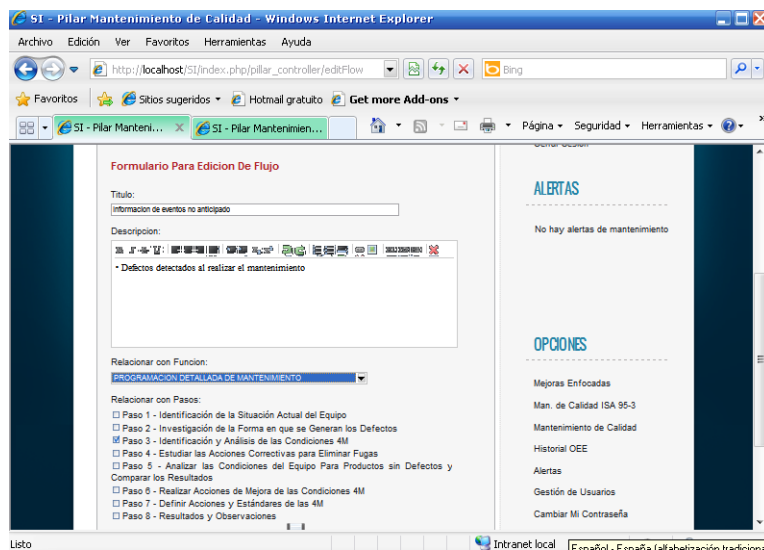 SI - Pilar Mantenimiento de Calidad - Windows Internet Explorer
Archivo Edición Ver Favoritos Herramientas Ayuda
http://localhost/SI/index.php/pillar_controller/editFlow
Bing
Favoritos Sitios sugeridos Hotmail gratuito Get more Add-ons
SI - Pilar Manteni... X SI - Pilar Mantenimien... Página Seguridad Herramientas
Formulario Para Edicion De Flujo
Titulo:
informacion de eventos no anticipado
Descripcion:
- Defectos detectados al realizar el mantenimiento
Relacionar con Funcion:
PROGRAMACION DETALLADA DE MANTENIMIENTO
Relacionar con Pasos:
Paso 1 - Identificación de la Situación Actual del Equipo
Paso 2 - Investigación de la Forma en que se Generan los Defectos
Paso 3 - Identificación y Análisis de las Condiciones 4M
Paso 4 - Estudiar las Acciones Correctivas para Eliminar Fugas
Paso 5 - Analizar las Condiciones del Equipo Para Productos sin Defectos y
Comparar los Resultados
Paso 6 - Realizar Acciones de Mejora de las Condiciones 4M
Paso 7 - Definir Acciones y Estándares de las 4M
Paso 8 - Resultados y Observaciones
ALERTAS
No hay alertas de mantenimiento
OPCIONES
Mejoras Enfocadas
Man. de Calidad ISA 95-3
Mantenimiento de Calidad
Historial OEE
Alertas
Gestión de Usuarios
Cambiar Mi Contraseña
Listo
Intranet local
Español - España (alfabetización tradiciona